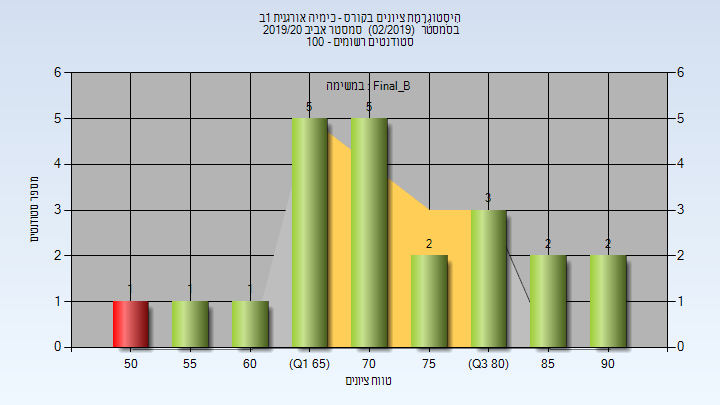 היסטוגרמת ציונים בקורס - כימיה אורגנית 1ב
בסמסטר (02/2019) סמסטר אביב 2019/20
סטודנטים רשומים - 100
במשימה : Final_B
מספר סטודנטים
6 6
5 5
4 4
3 3
2 2
1 1
0 0
1 1 1 5 5 2 3 2 2
50 55 60 (Q1 65) 70 75 (Q3 80) 85 90
טווח ציונים